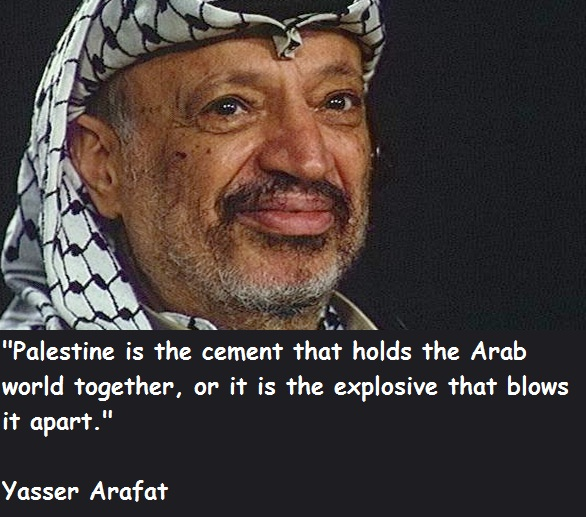 "Palestine is the cement that holds the Arab
world together, or it is the explosive that blows
it apart."
Yasser Arafat